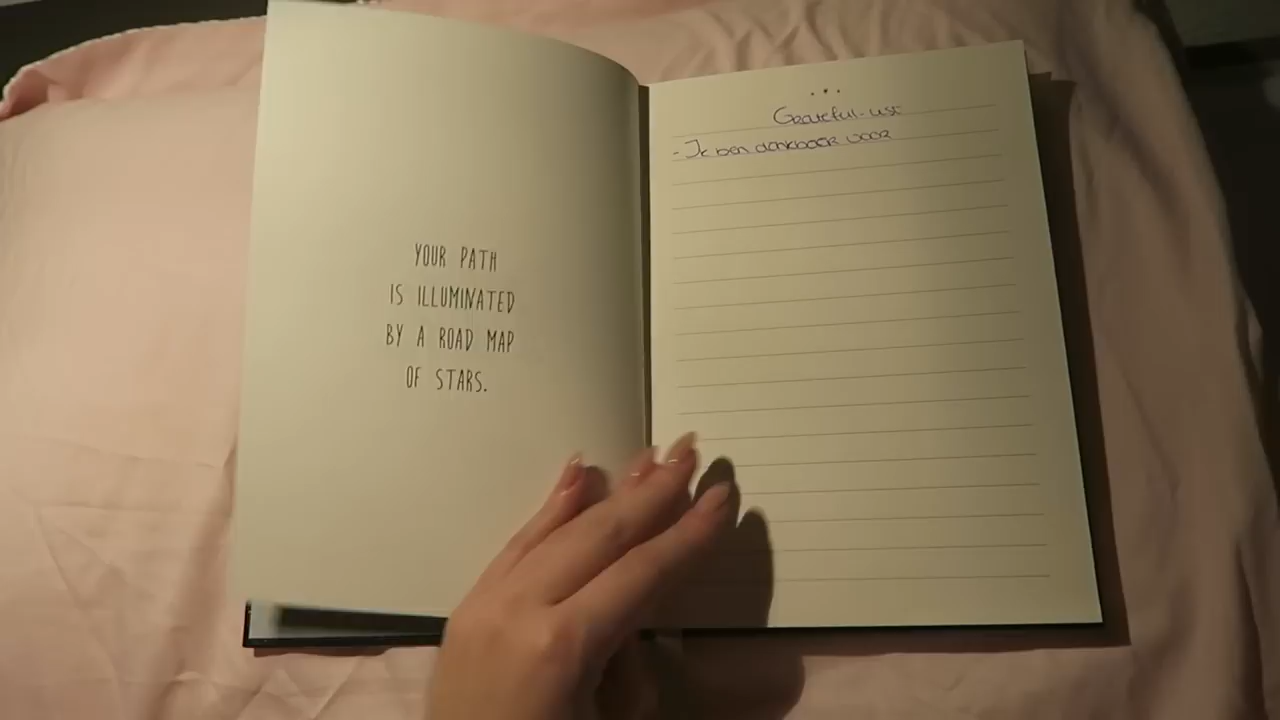 YOUR PATH
IS ILLUMINATED
BY A ROAD MAP
OF STARS.
Grateful-list
- Ik ben dankbaar voor